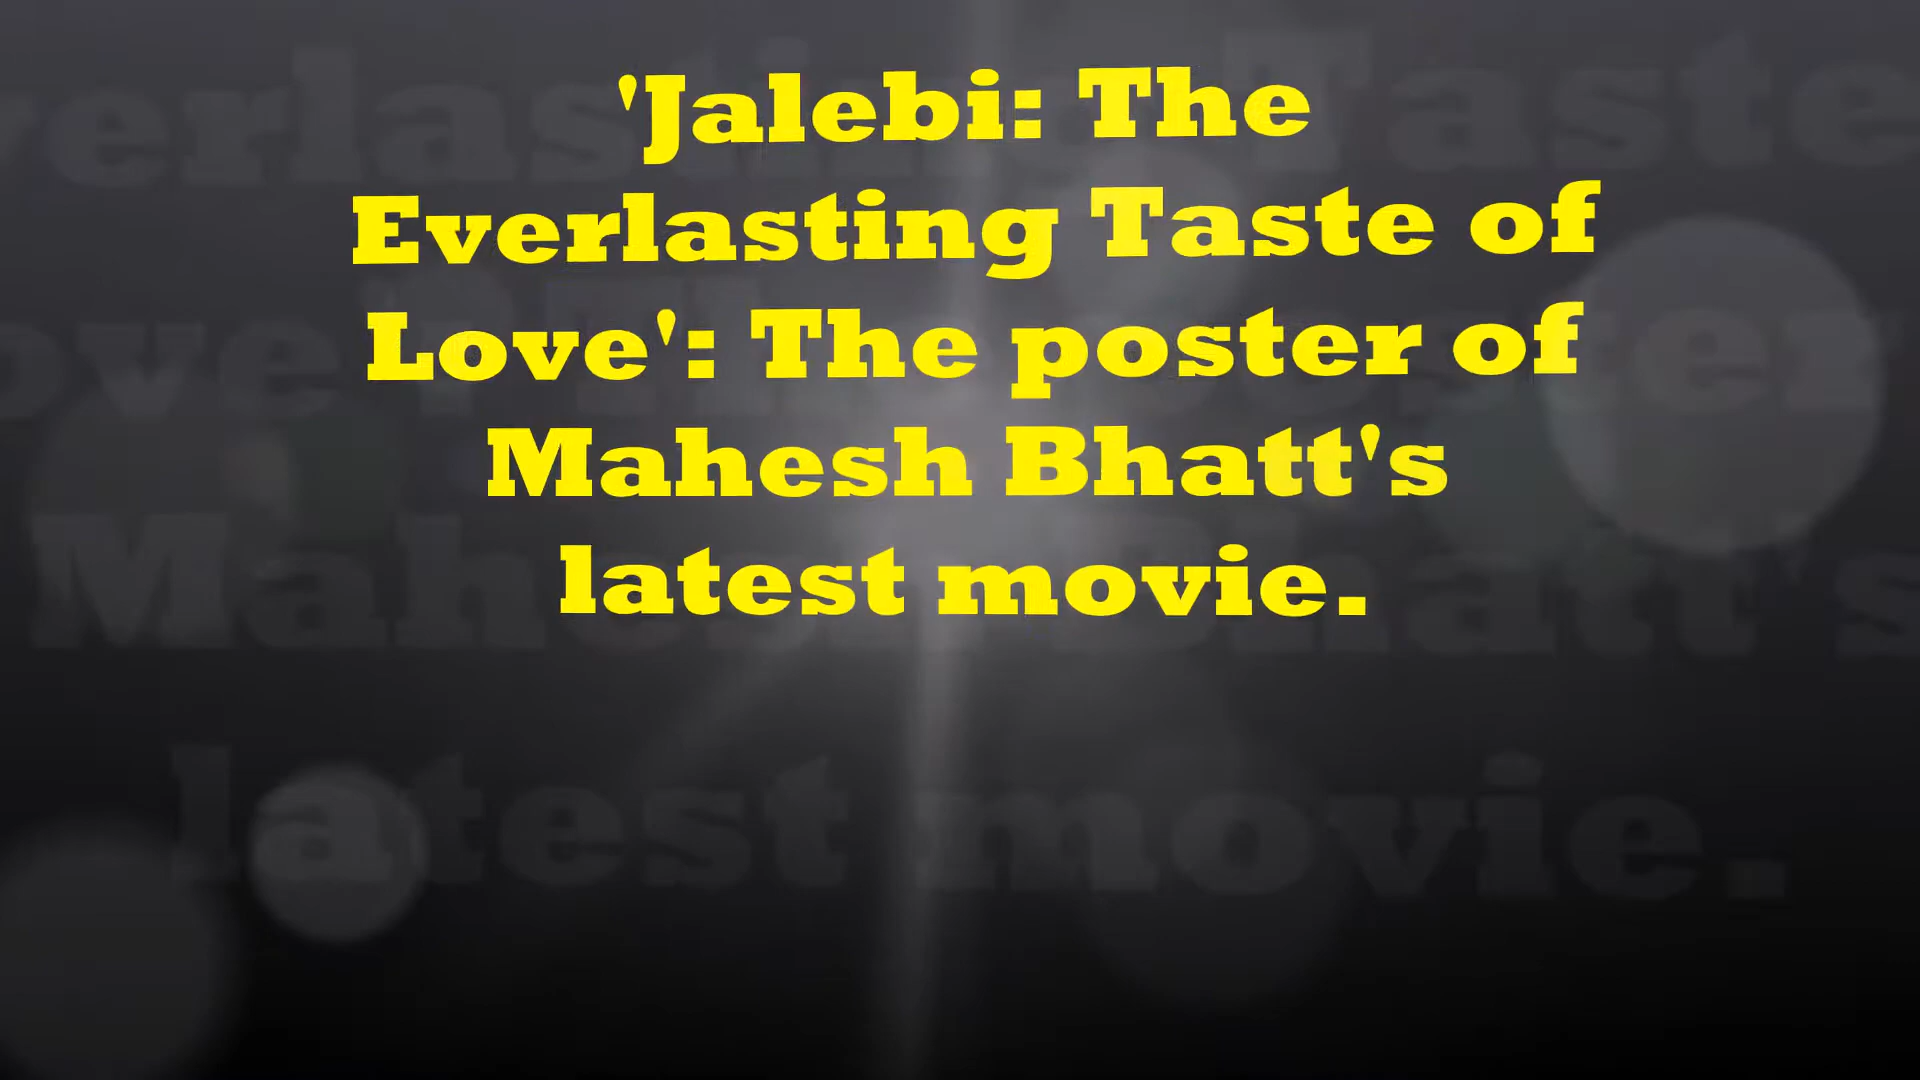 'Jalebi: The
Everlasting Taste of
Love': The poster of
Mahesh Bhatt's
latest movie.